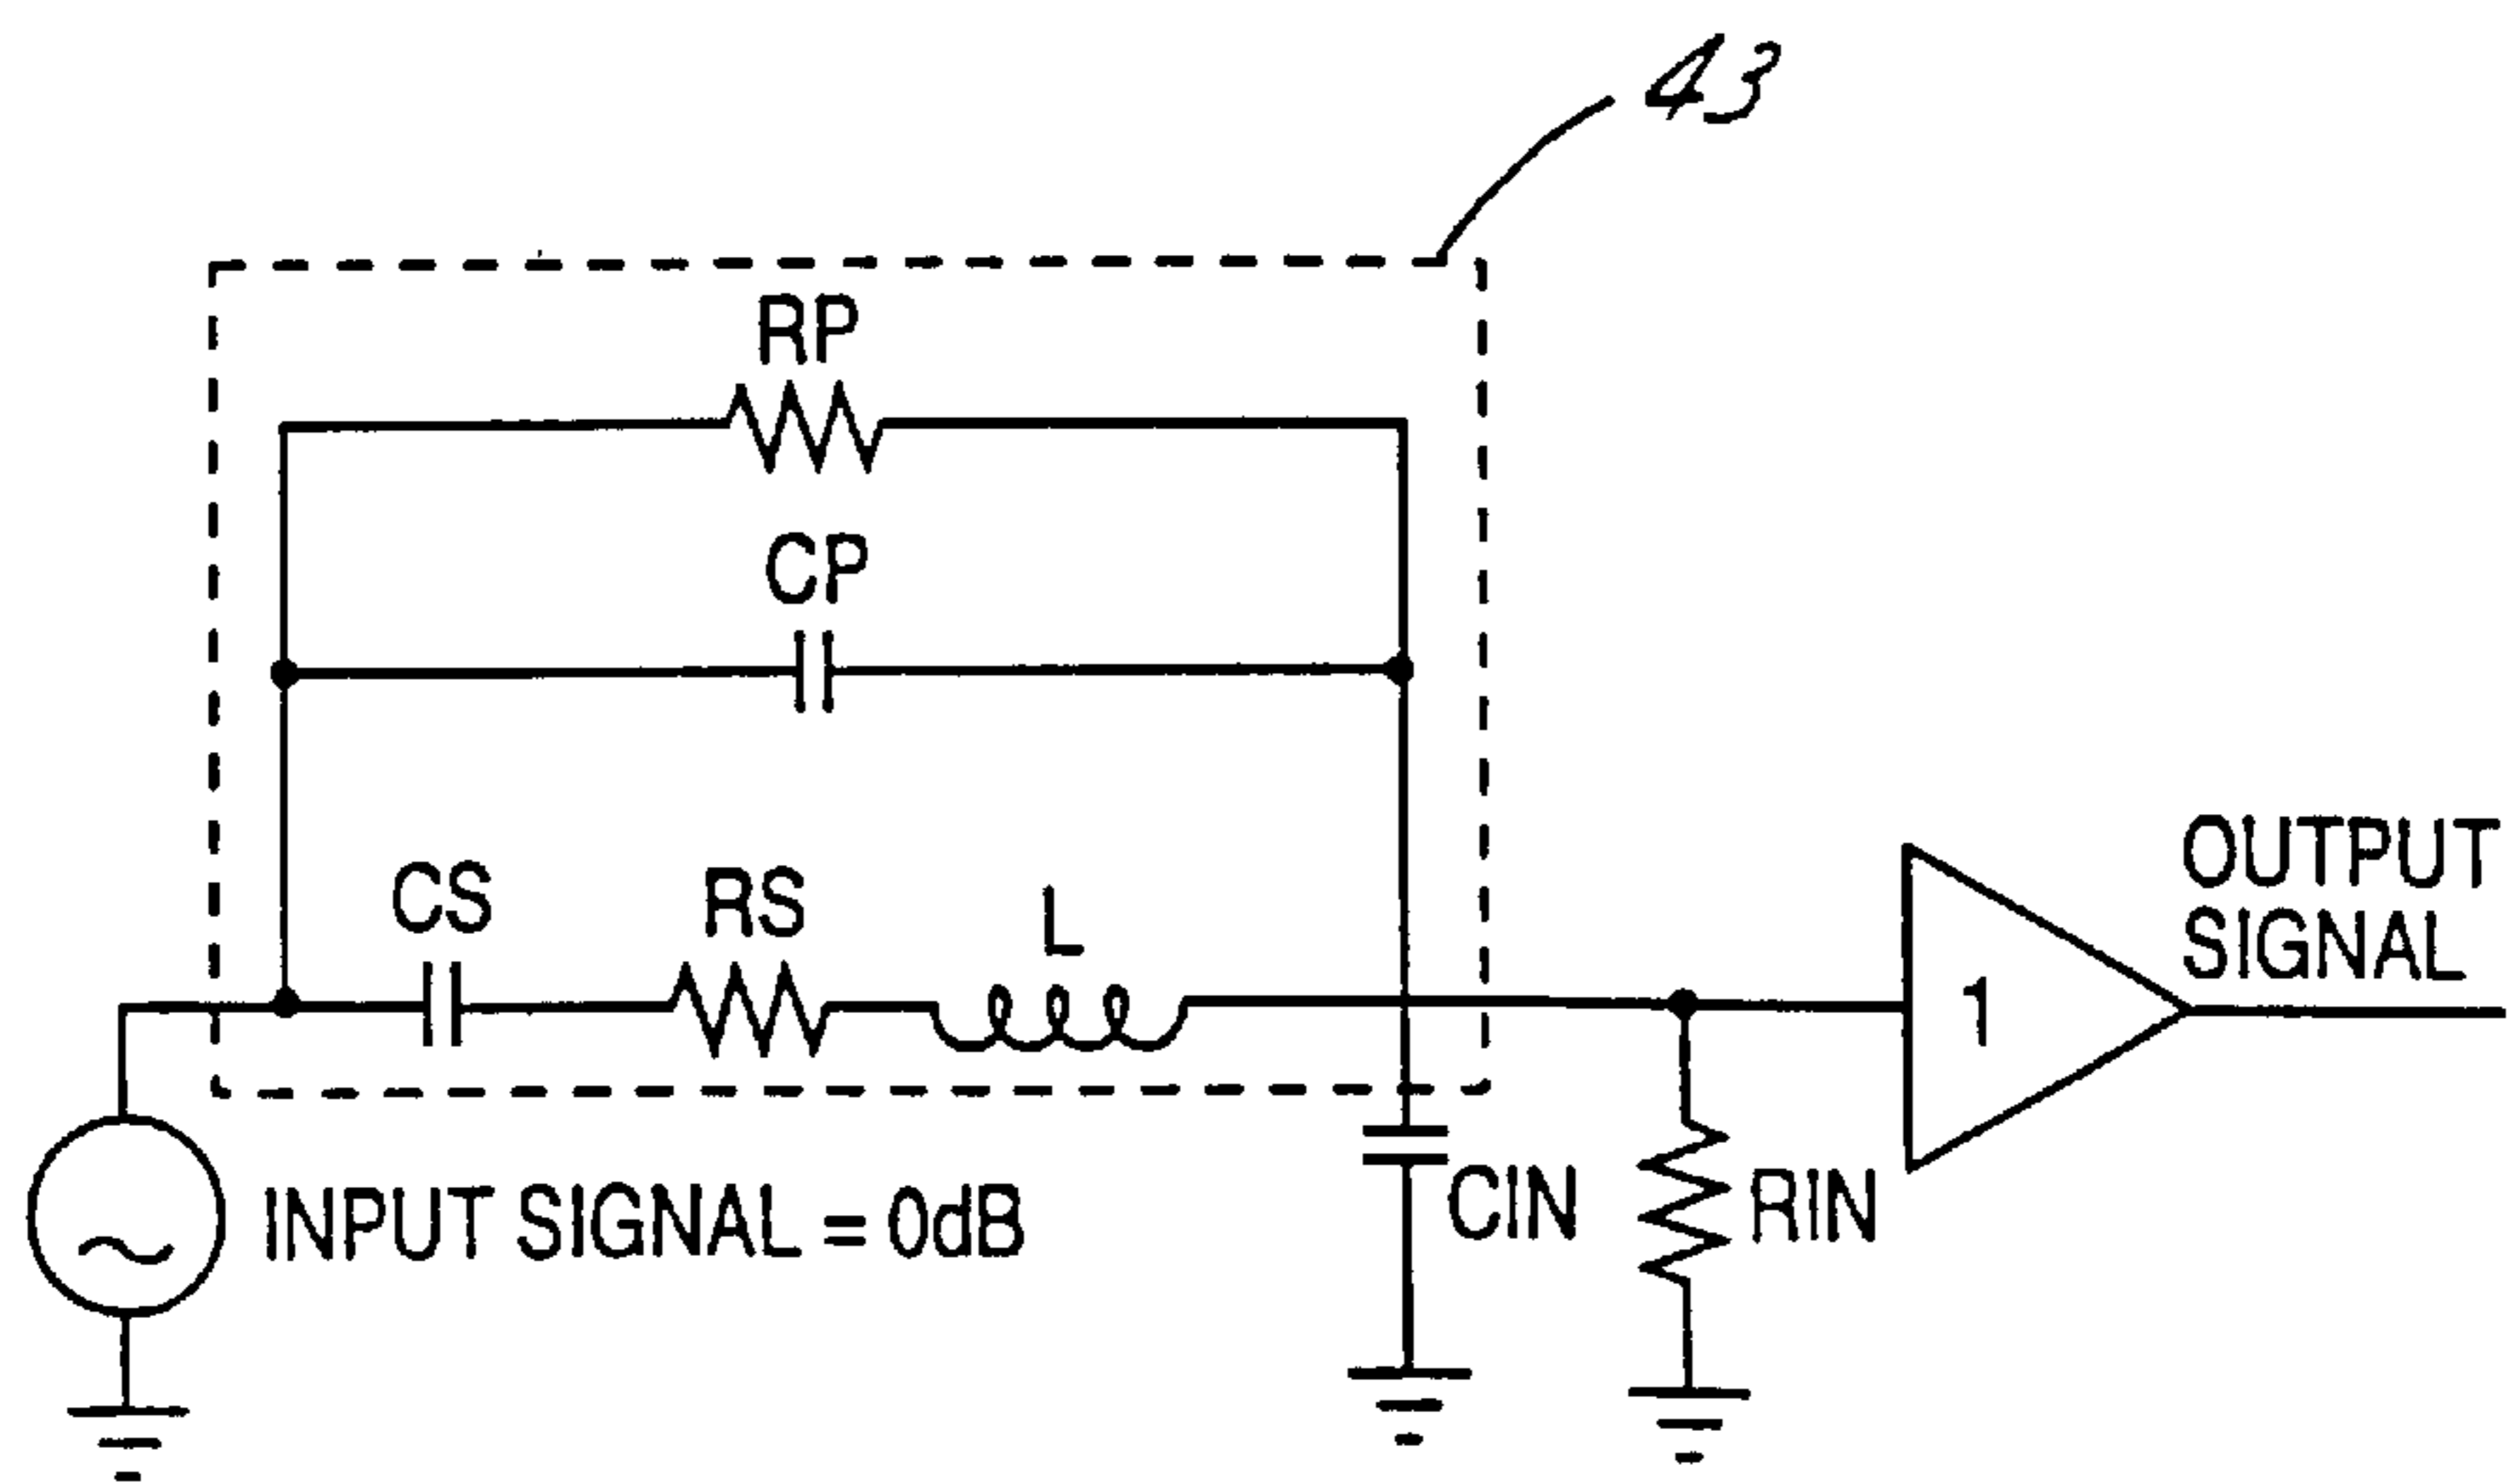 43
RP
CP
CS
RS
L
OUTPUT
SIGNAL
1
INPUT SIGNAL = 0dB
CIN
RIN